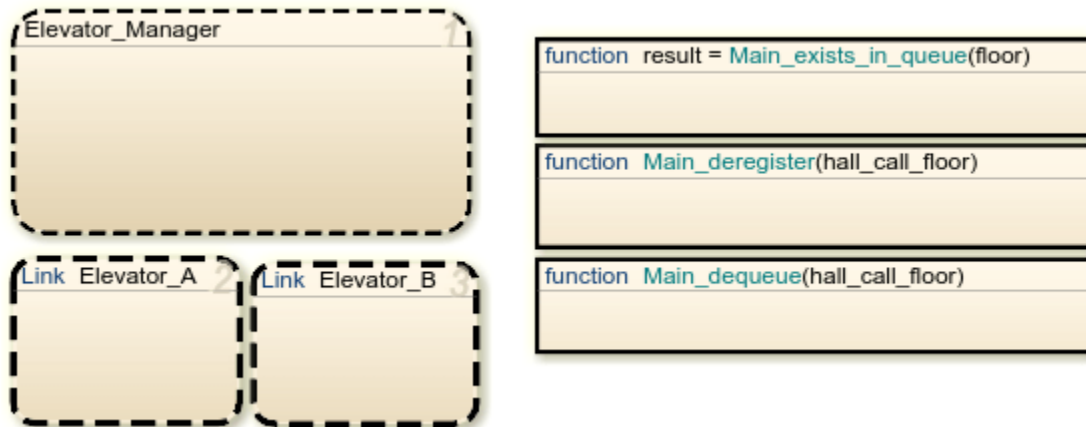 Elevator_Manager 1
function result = Main_exists_in_queue(floor)
function Main_deregister(hall_call_floor)
Link Elevator_A 2
Link Elevator_B 3
function Main_dequeue(hall_call_floor)